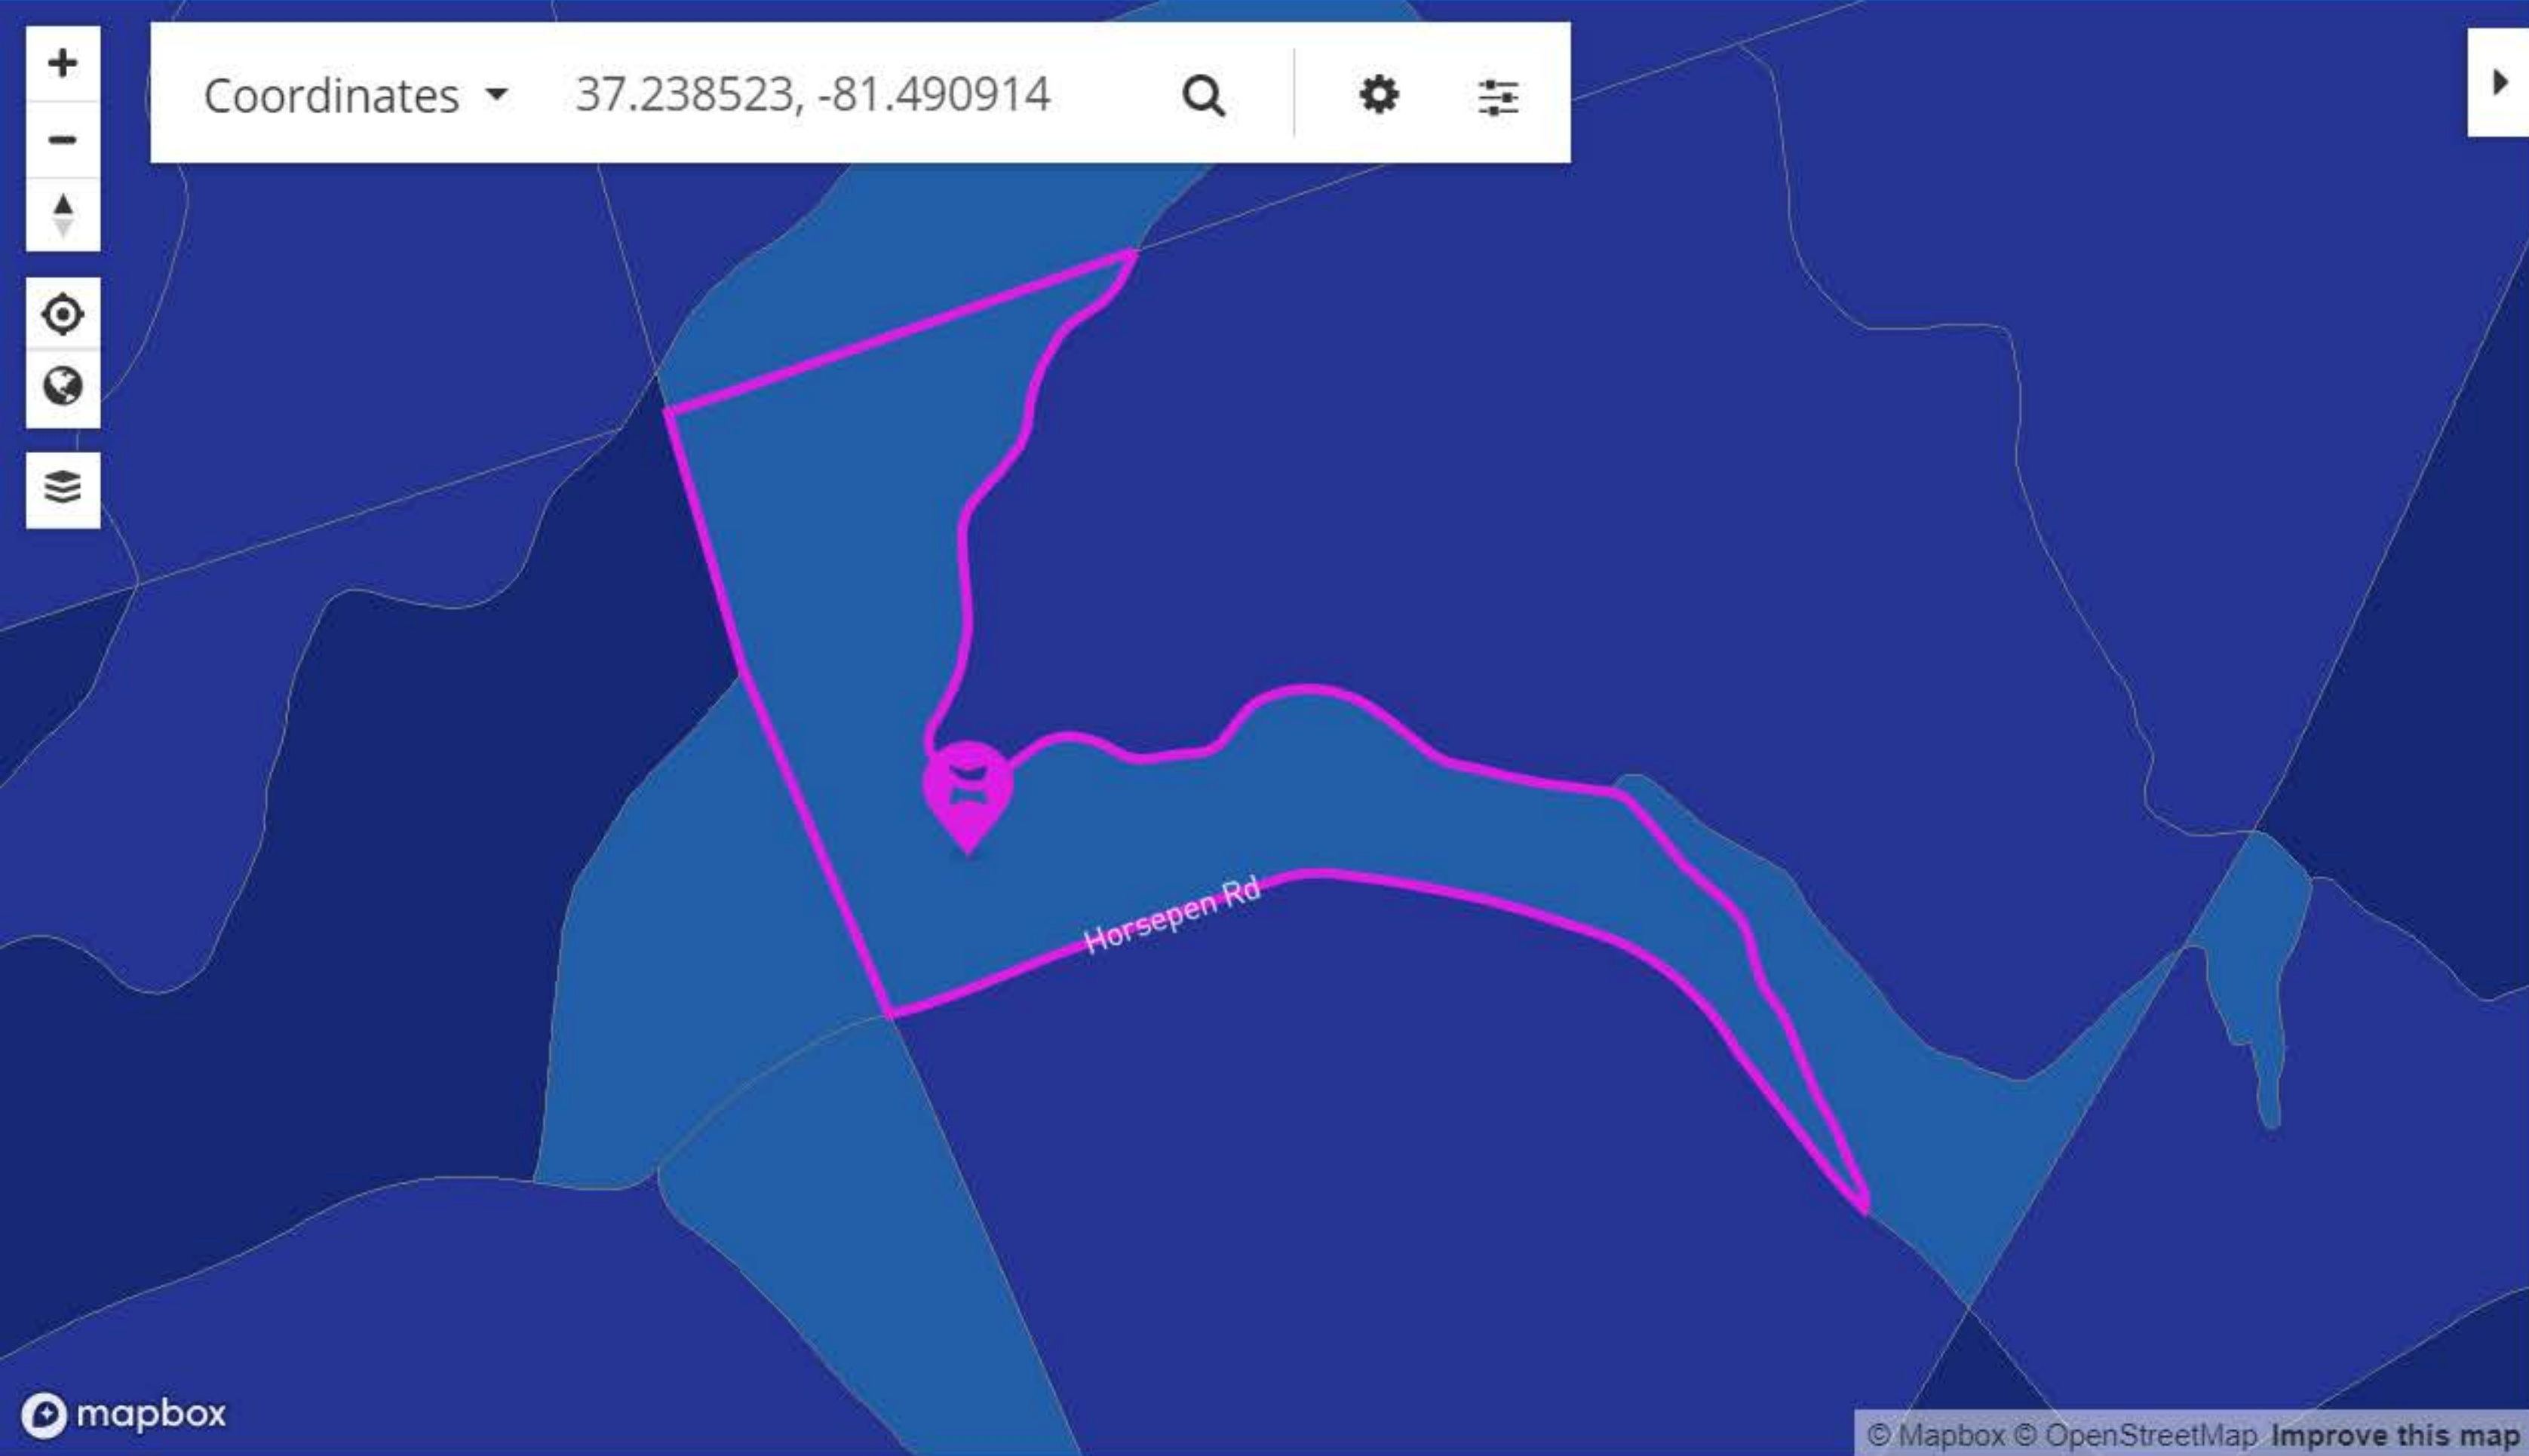 Coordinates 37.238523, -81.490914
Horsepen Rd
mapbox
© Mapbox © OpenStreetMap Improve this map